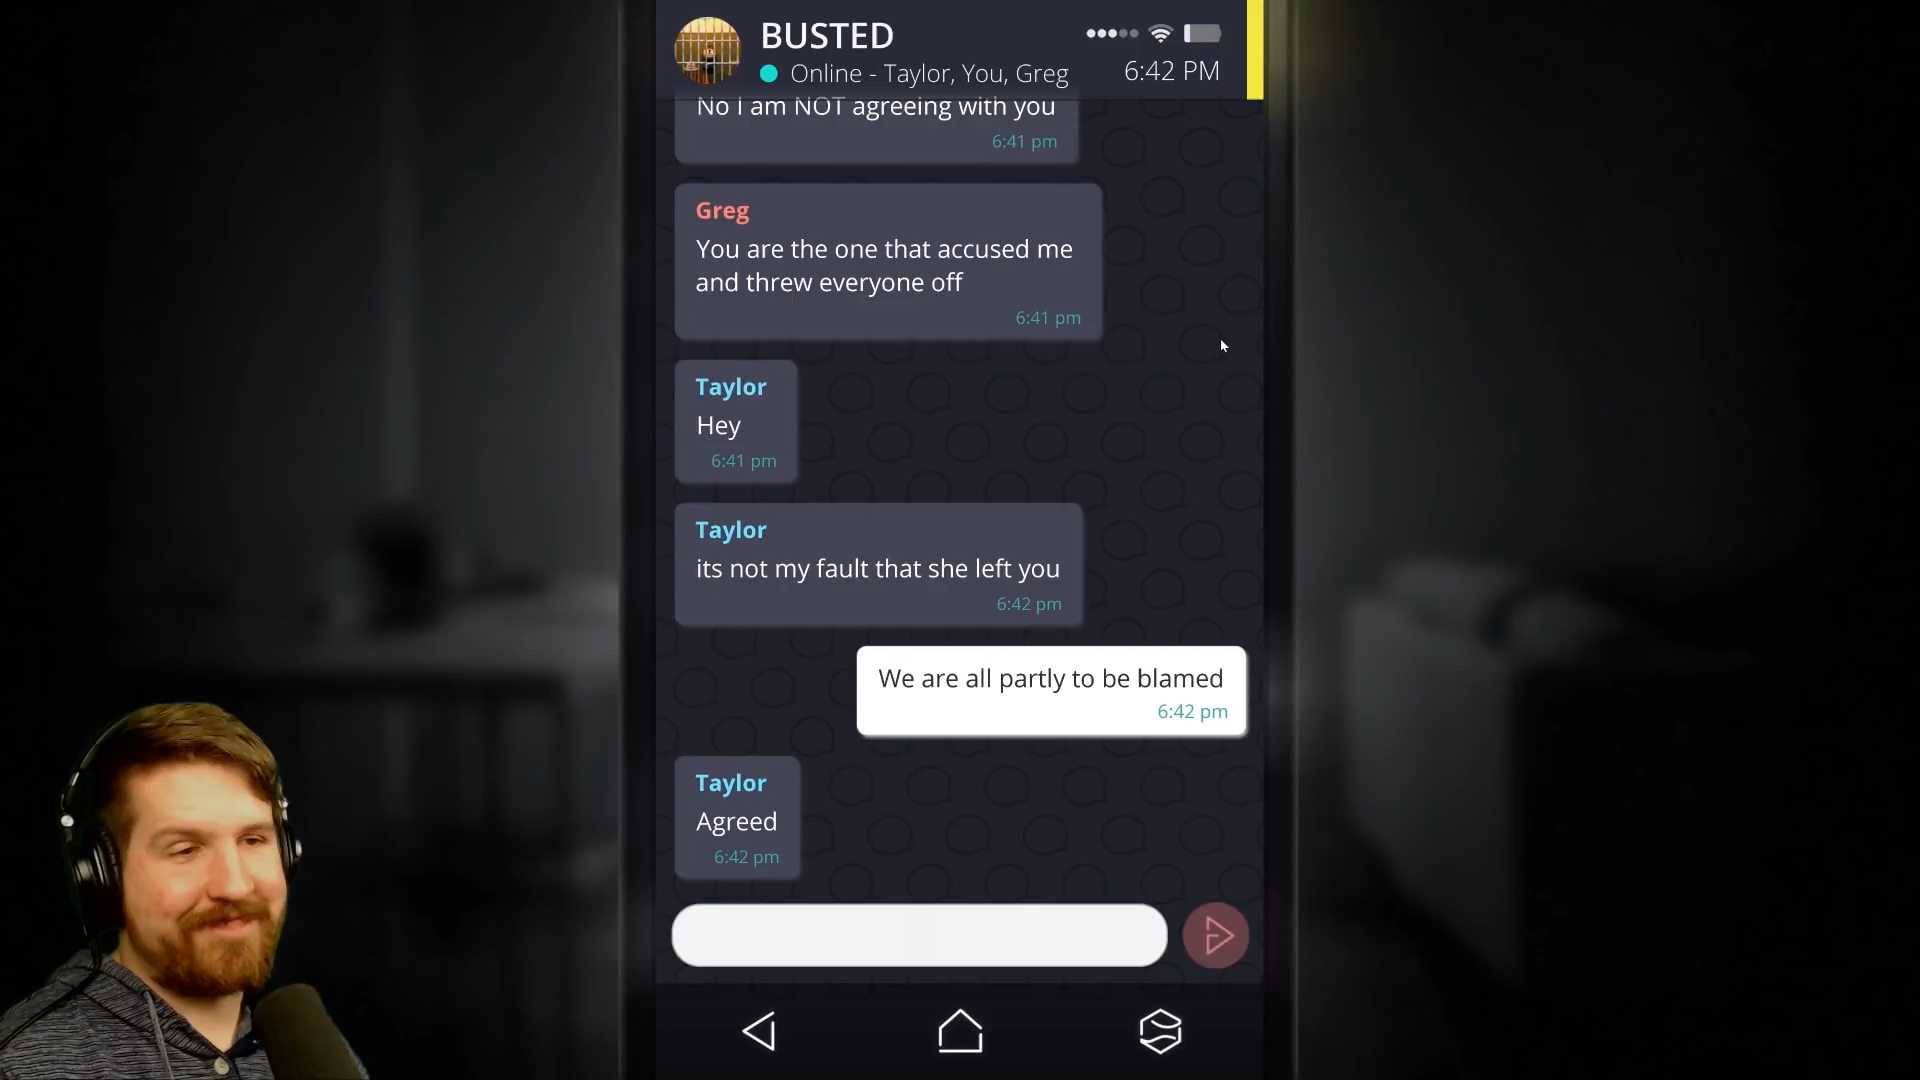 BUSTED
Online - Taylor, You, Greg
6:42 PM
No I am NOT agreeing with you
6:41 pm
Greg
You are the one that accused me
and threw everyone off
6:41 pm
Taylor
Hey
6:41 pm
Taylor
its not my fault that she left you
6:42 pm
We are all partly to be blamed
6:42 pm
Taylor
Agreed
6:42 pm